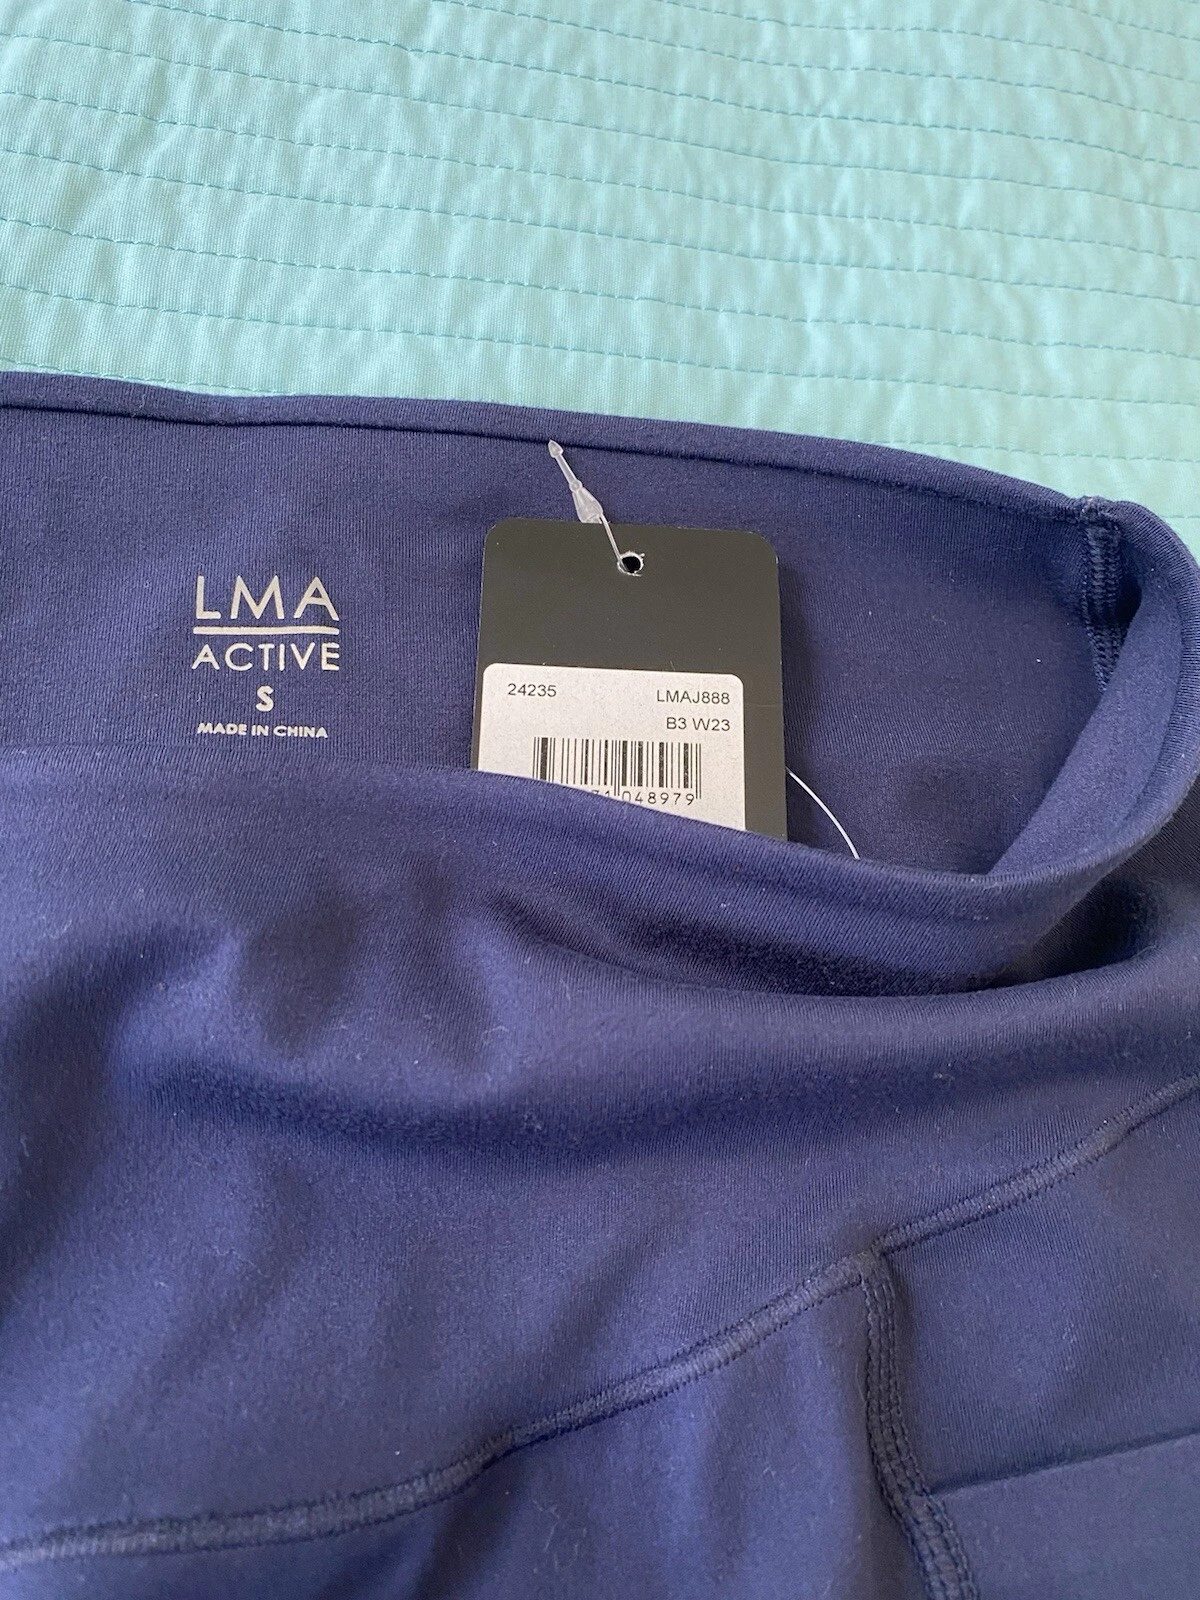 LMA
ACTIVE
S
MADE IN CHINA
24235 LMAJ888
B3 W23
048979